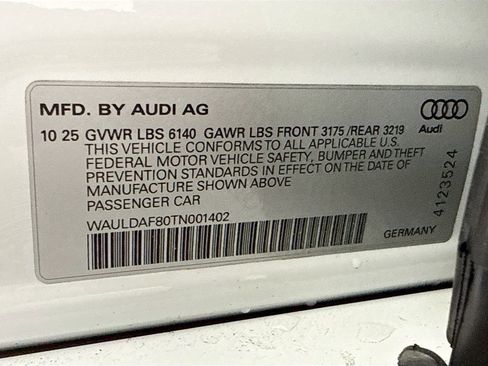 MFD. BY AUDI AG
10 25 GVWR LBS 6140 GAWR LBS FRONT 3175 /REAR 3219
THIS VEHICLE CONFORMS TO ALL APPLICABLE U.S.
FEDERAL MOTOR VEHICLE SAFETY, BUMPER AND THEFT
PREVENTION STANDARDS IN EFFECT ON THE DATE OF
MANUFACTURE SHOWN ABOVE
PASSENGER CAR
WAULDAF80TN001402
GERMANY
Audi
4123524